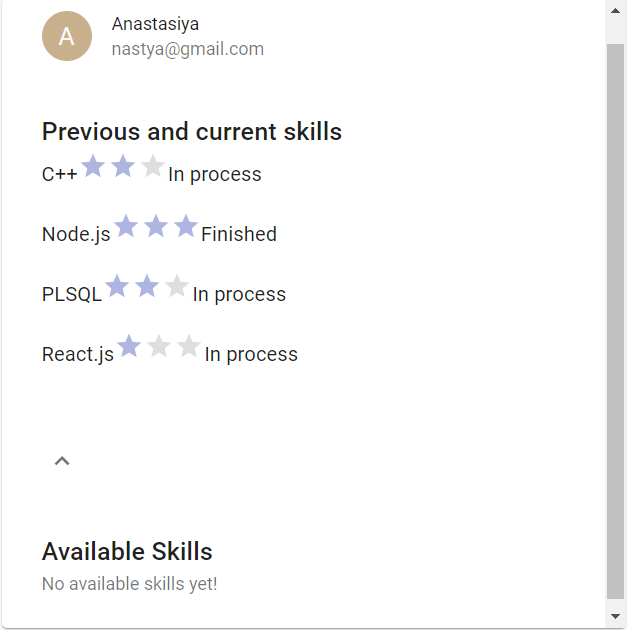 A
Anastasiya
nastya@gmail.com
Previous and current skills
C++ In process
Node.js Finished
PLSQL In process
React.js In process
Available Skills
No available skills yet!